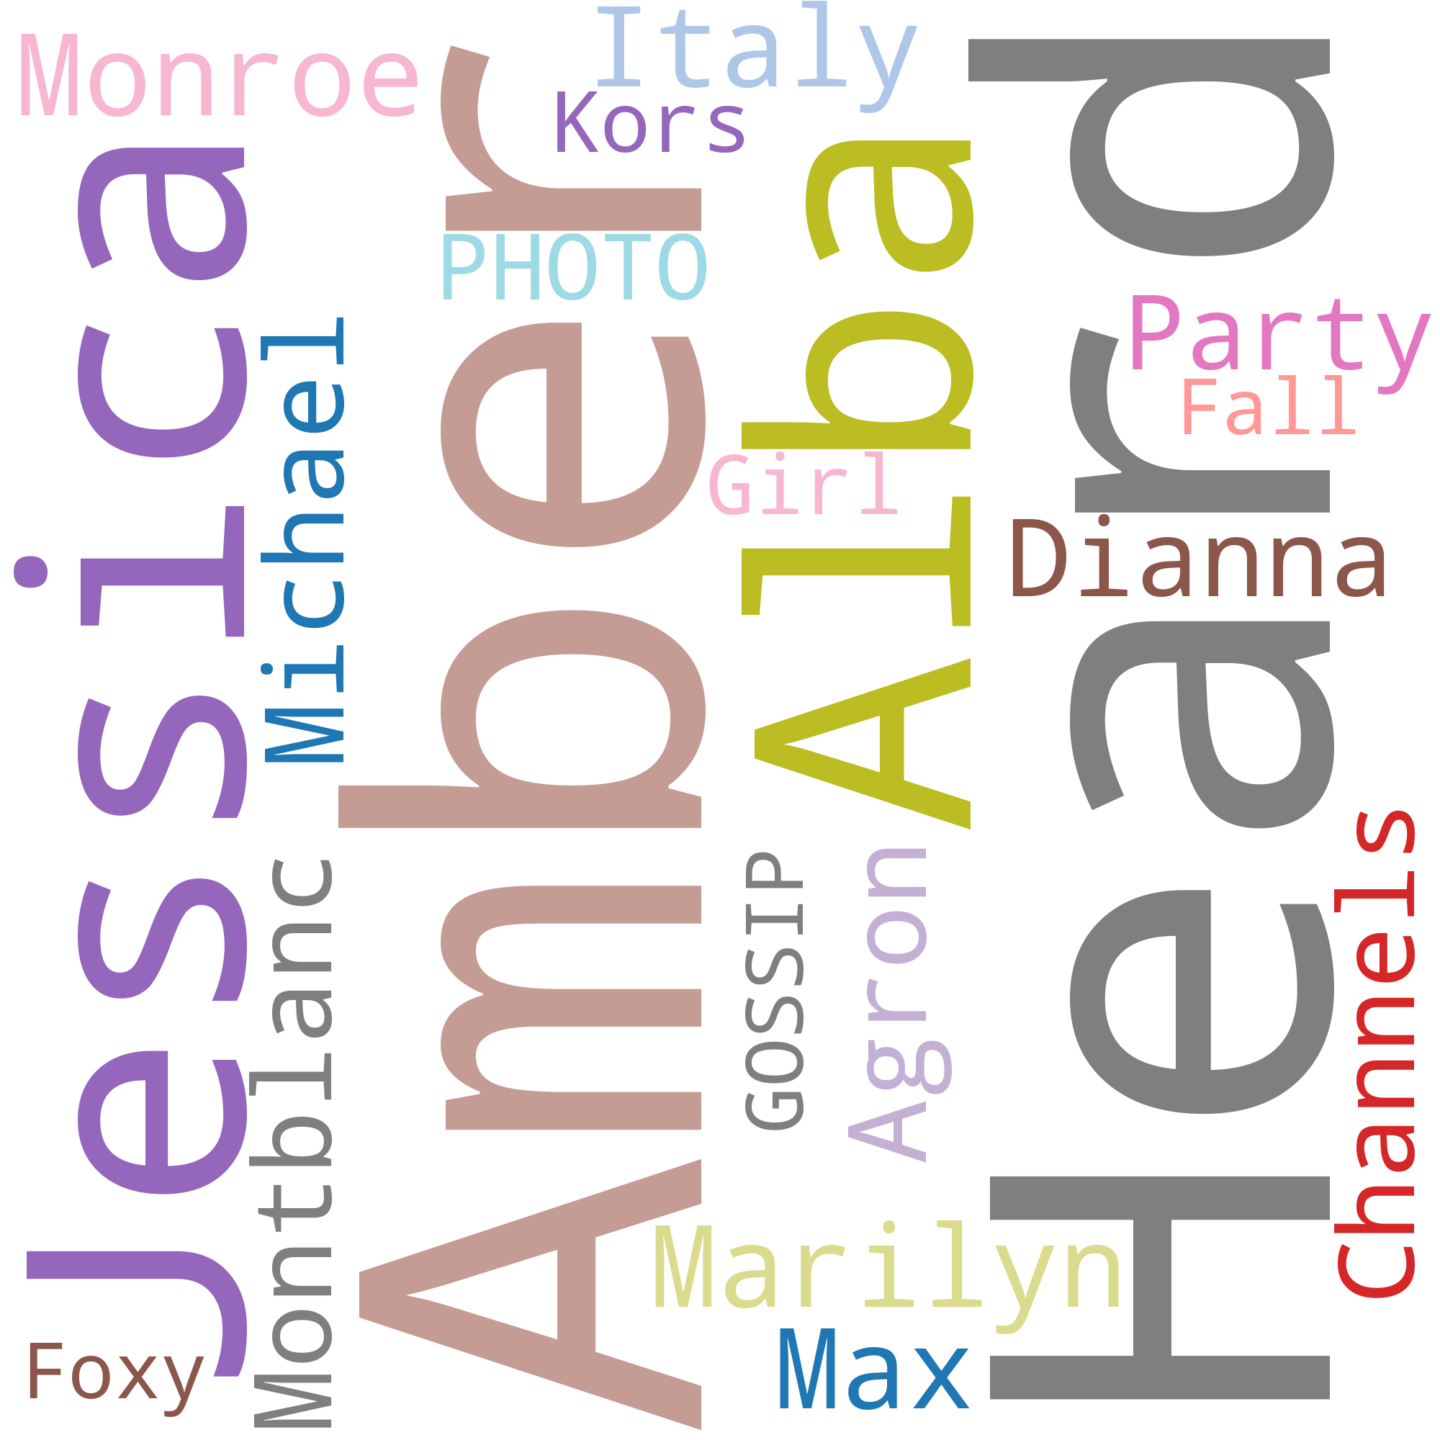 Monroe
Italy
Kors
Jessica
Amber
PHOTO
Michael
Alba
Heard
Party
Fall
Girl
Dianna
Montblanc
GOSSIP
Agron
Channels
Marilyn
Max
Foxy